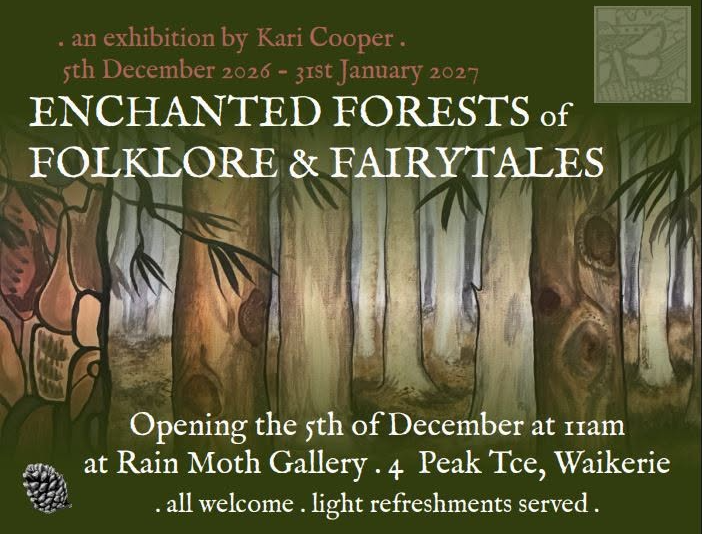 . an exhibition by Kari Cooper .
5th December 2026 - 31st January 2027
ENCHANTED FORESTS of
FOLKLORE & FAIRYTALES
Opening the 5th of December at 11am
at Rain Moth Gallery . 4 Peak Tce, Waikerie
. all welcome . light refreshments served .